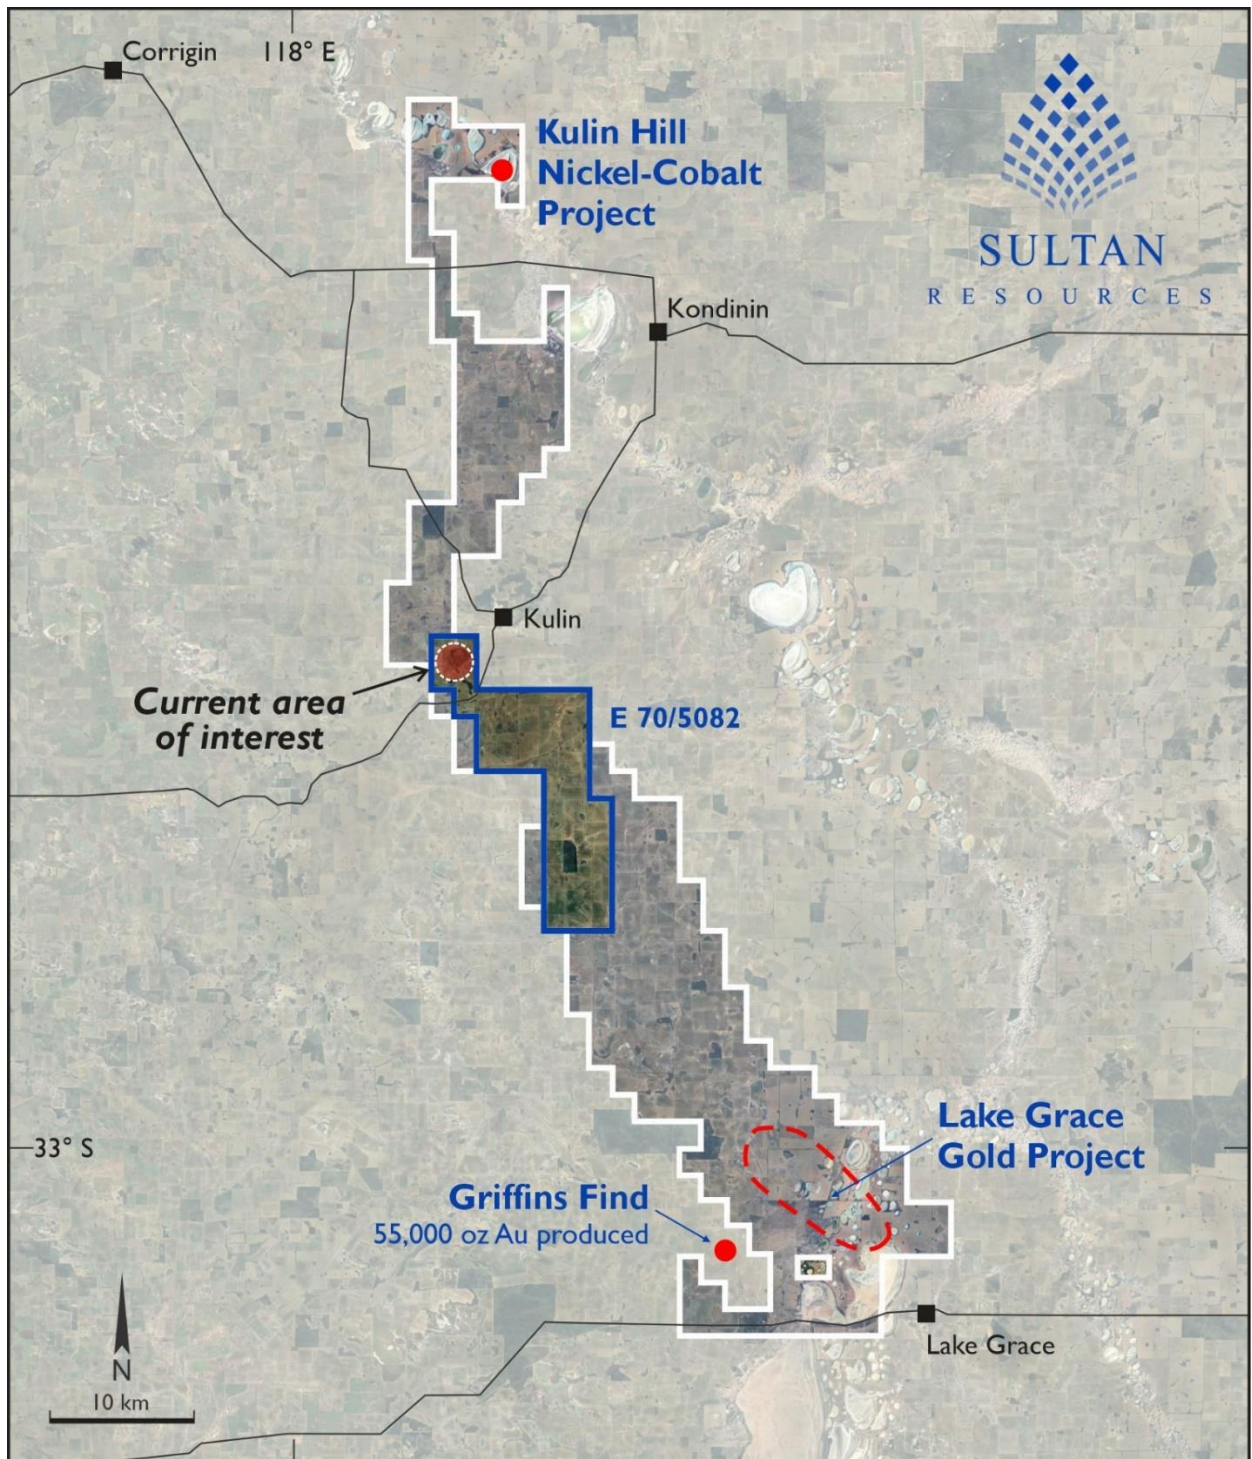 Corrigin
118° E
Kulin Hill
Nickel-Cobalt
Project
SULTAN
RESOURCES
Kondinin
Kulin
Current area
of interest
E 70/5082
33° S
Lake Grace
Gold Project
Griffins Find
55,000 oz Au produced
Lake Grace
N
10 km